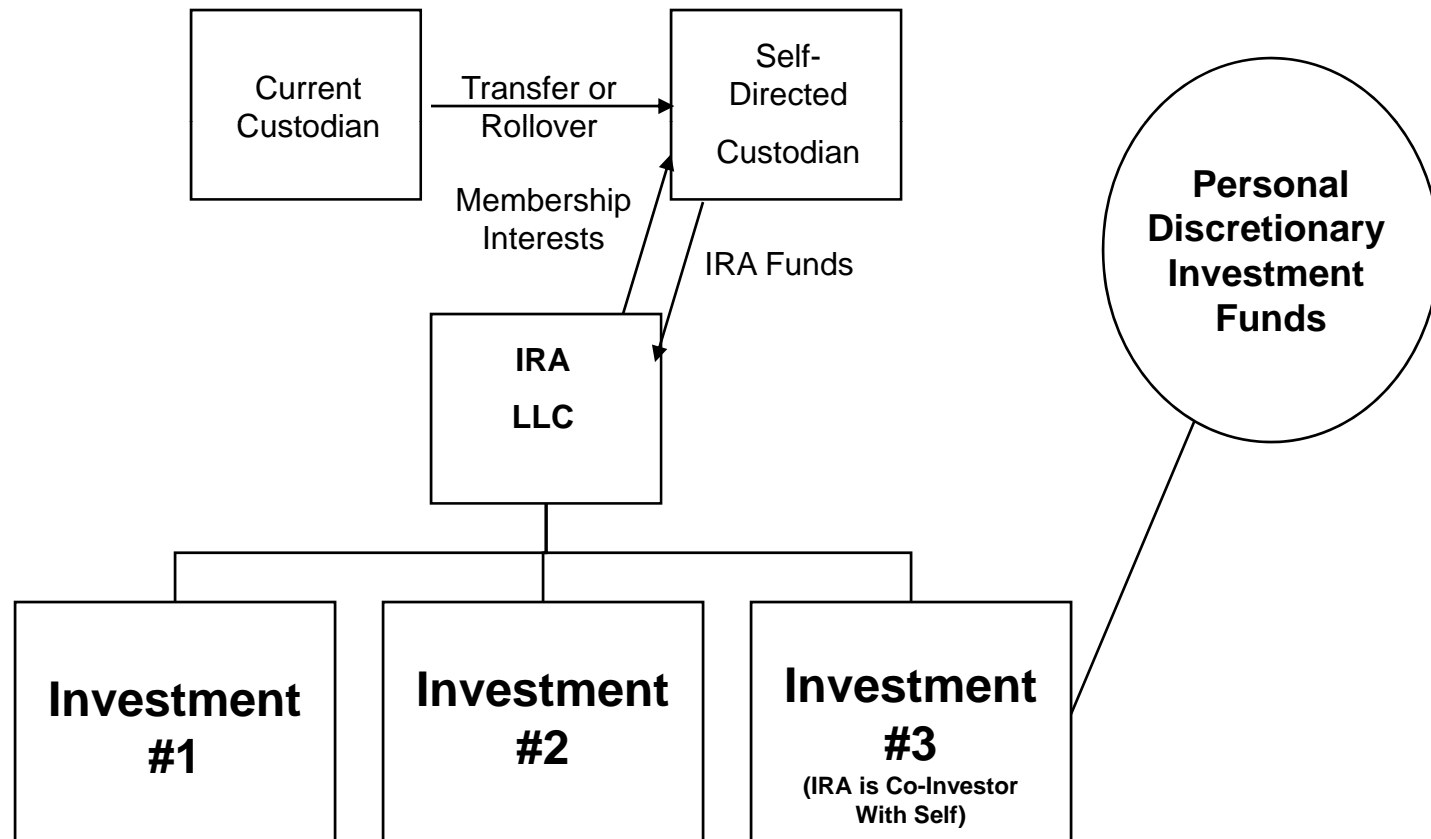 Current
Custodian
Transfer or
Rollover
Self-
Directed
Custodian
Personal
Discretionary
Investment
Funds
Membership
Interests
IRA Funds
IRA
LLC
Investment
#1
Investment
#2
Investment
#3
(IRA is Co-Investor
With Self)